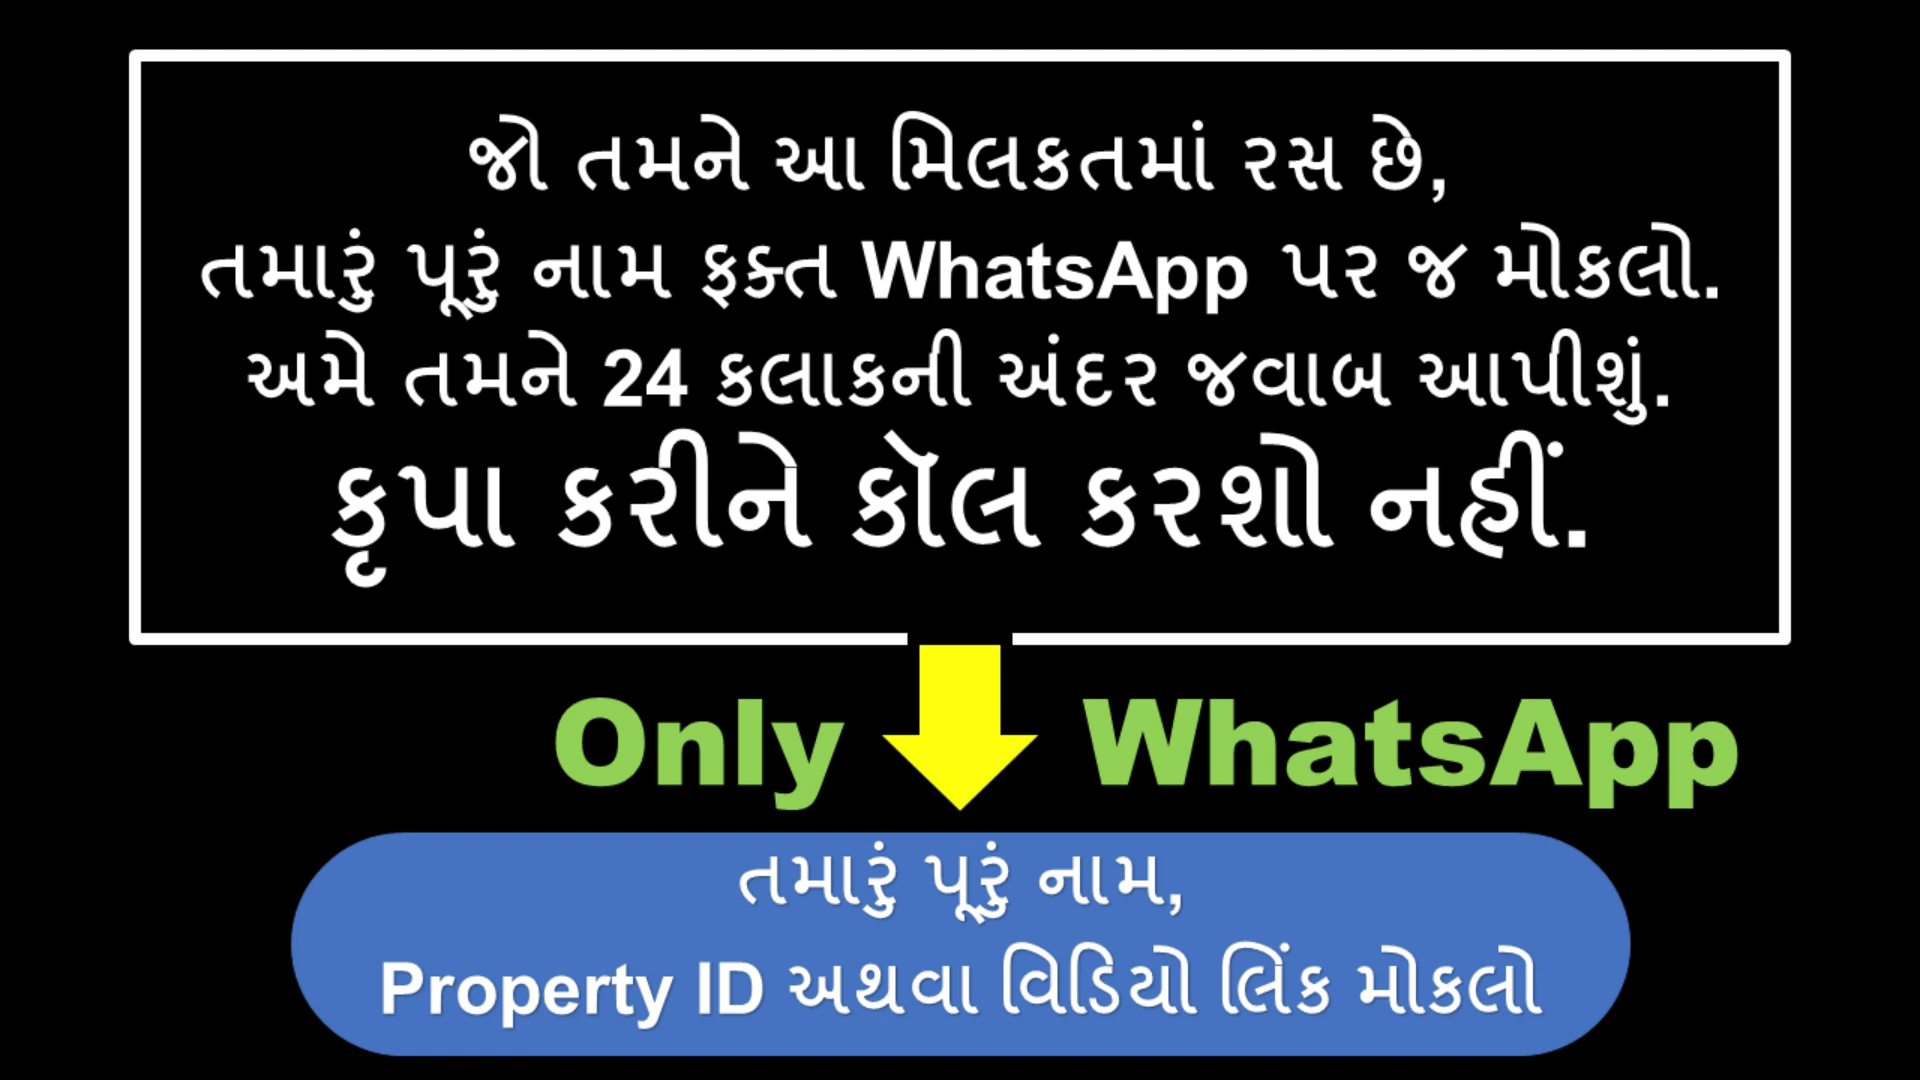 જો તમને આ મિલકતમાં રસ છે,
તમારું પૂરું નામ ફક્ત WhatsApp પર જ મોકલો.
અમે તમને 24 કલાકની અંદર જવાબ આપીશું.
કૃપા કરીને કૉલ કરશો નહીં.
Only WhatsApp
તમારું પૂરું નામ,
Property ID અથવા વિડિયો લિંક મોકલો